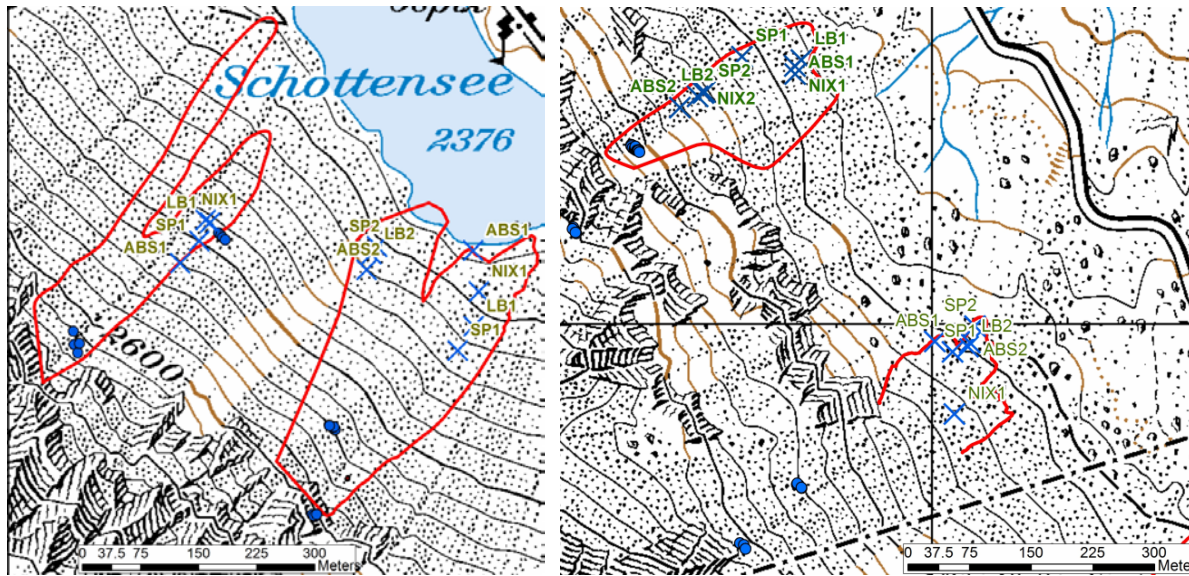 Schottensee
2376
LB1 NIX1
SP1
ABS1
SP2
LB2
ABS2
ABS1
NIX1
LB1
SP1
2600
0 37.5 75 150 225 300
Meters
SP1
LB1
LB2
SP2
ABS1
ABS2
NIX2
NIX1
SP2
ABS1
SP1
LB2
ABS2
NIX1
0 37.5 75 150 225 300
Mete